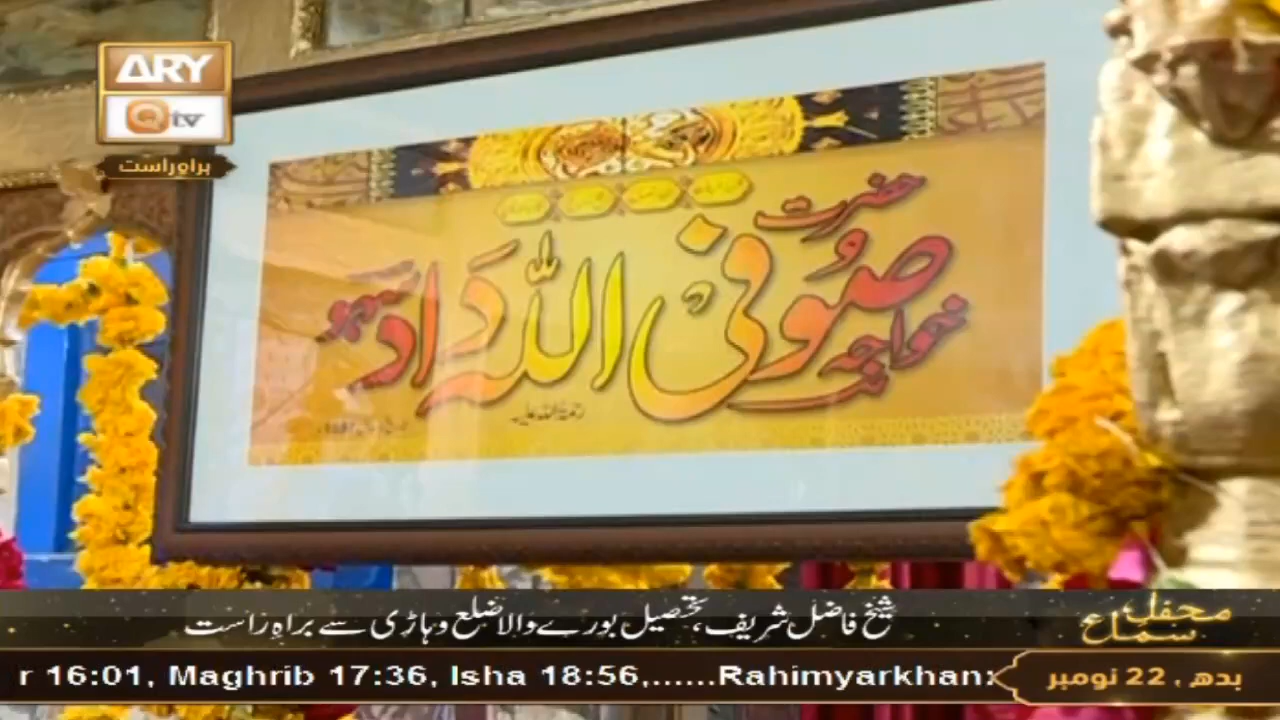 ARY
Qtv
براہِ راست
حضرت
خواجہ صوفی اللہ داد
رحمۃ اللہ علیہ
شیخ فاضل شریف، تحصیل بورے والا ضلع وہاڑی سے براہِ راست
محفلِ سماع
r 16:01, Maghrib 17:36, Isha 18:56,......Rahimyarkhan:
بدھ ، 22 نومبر